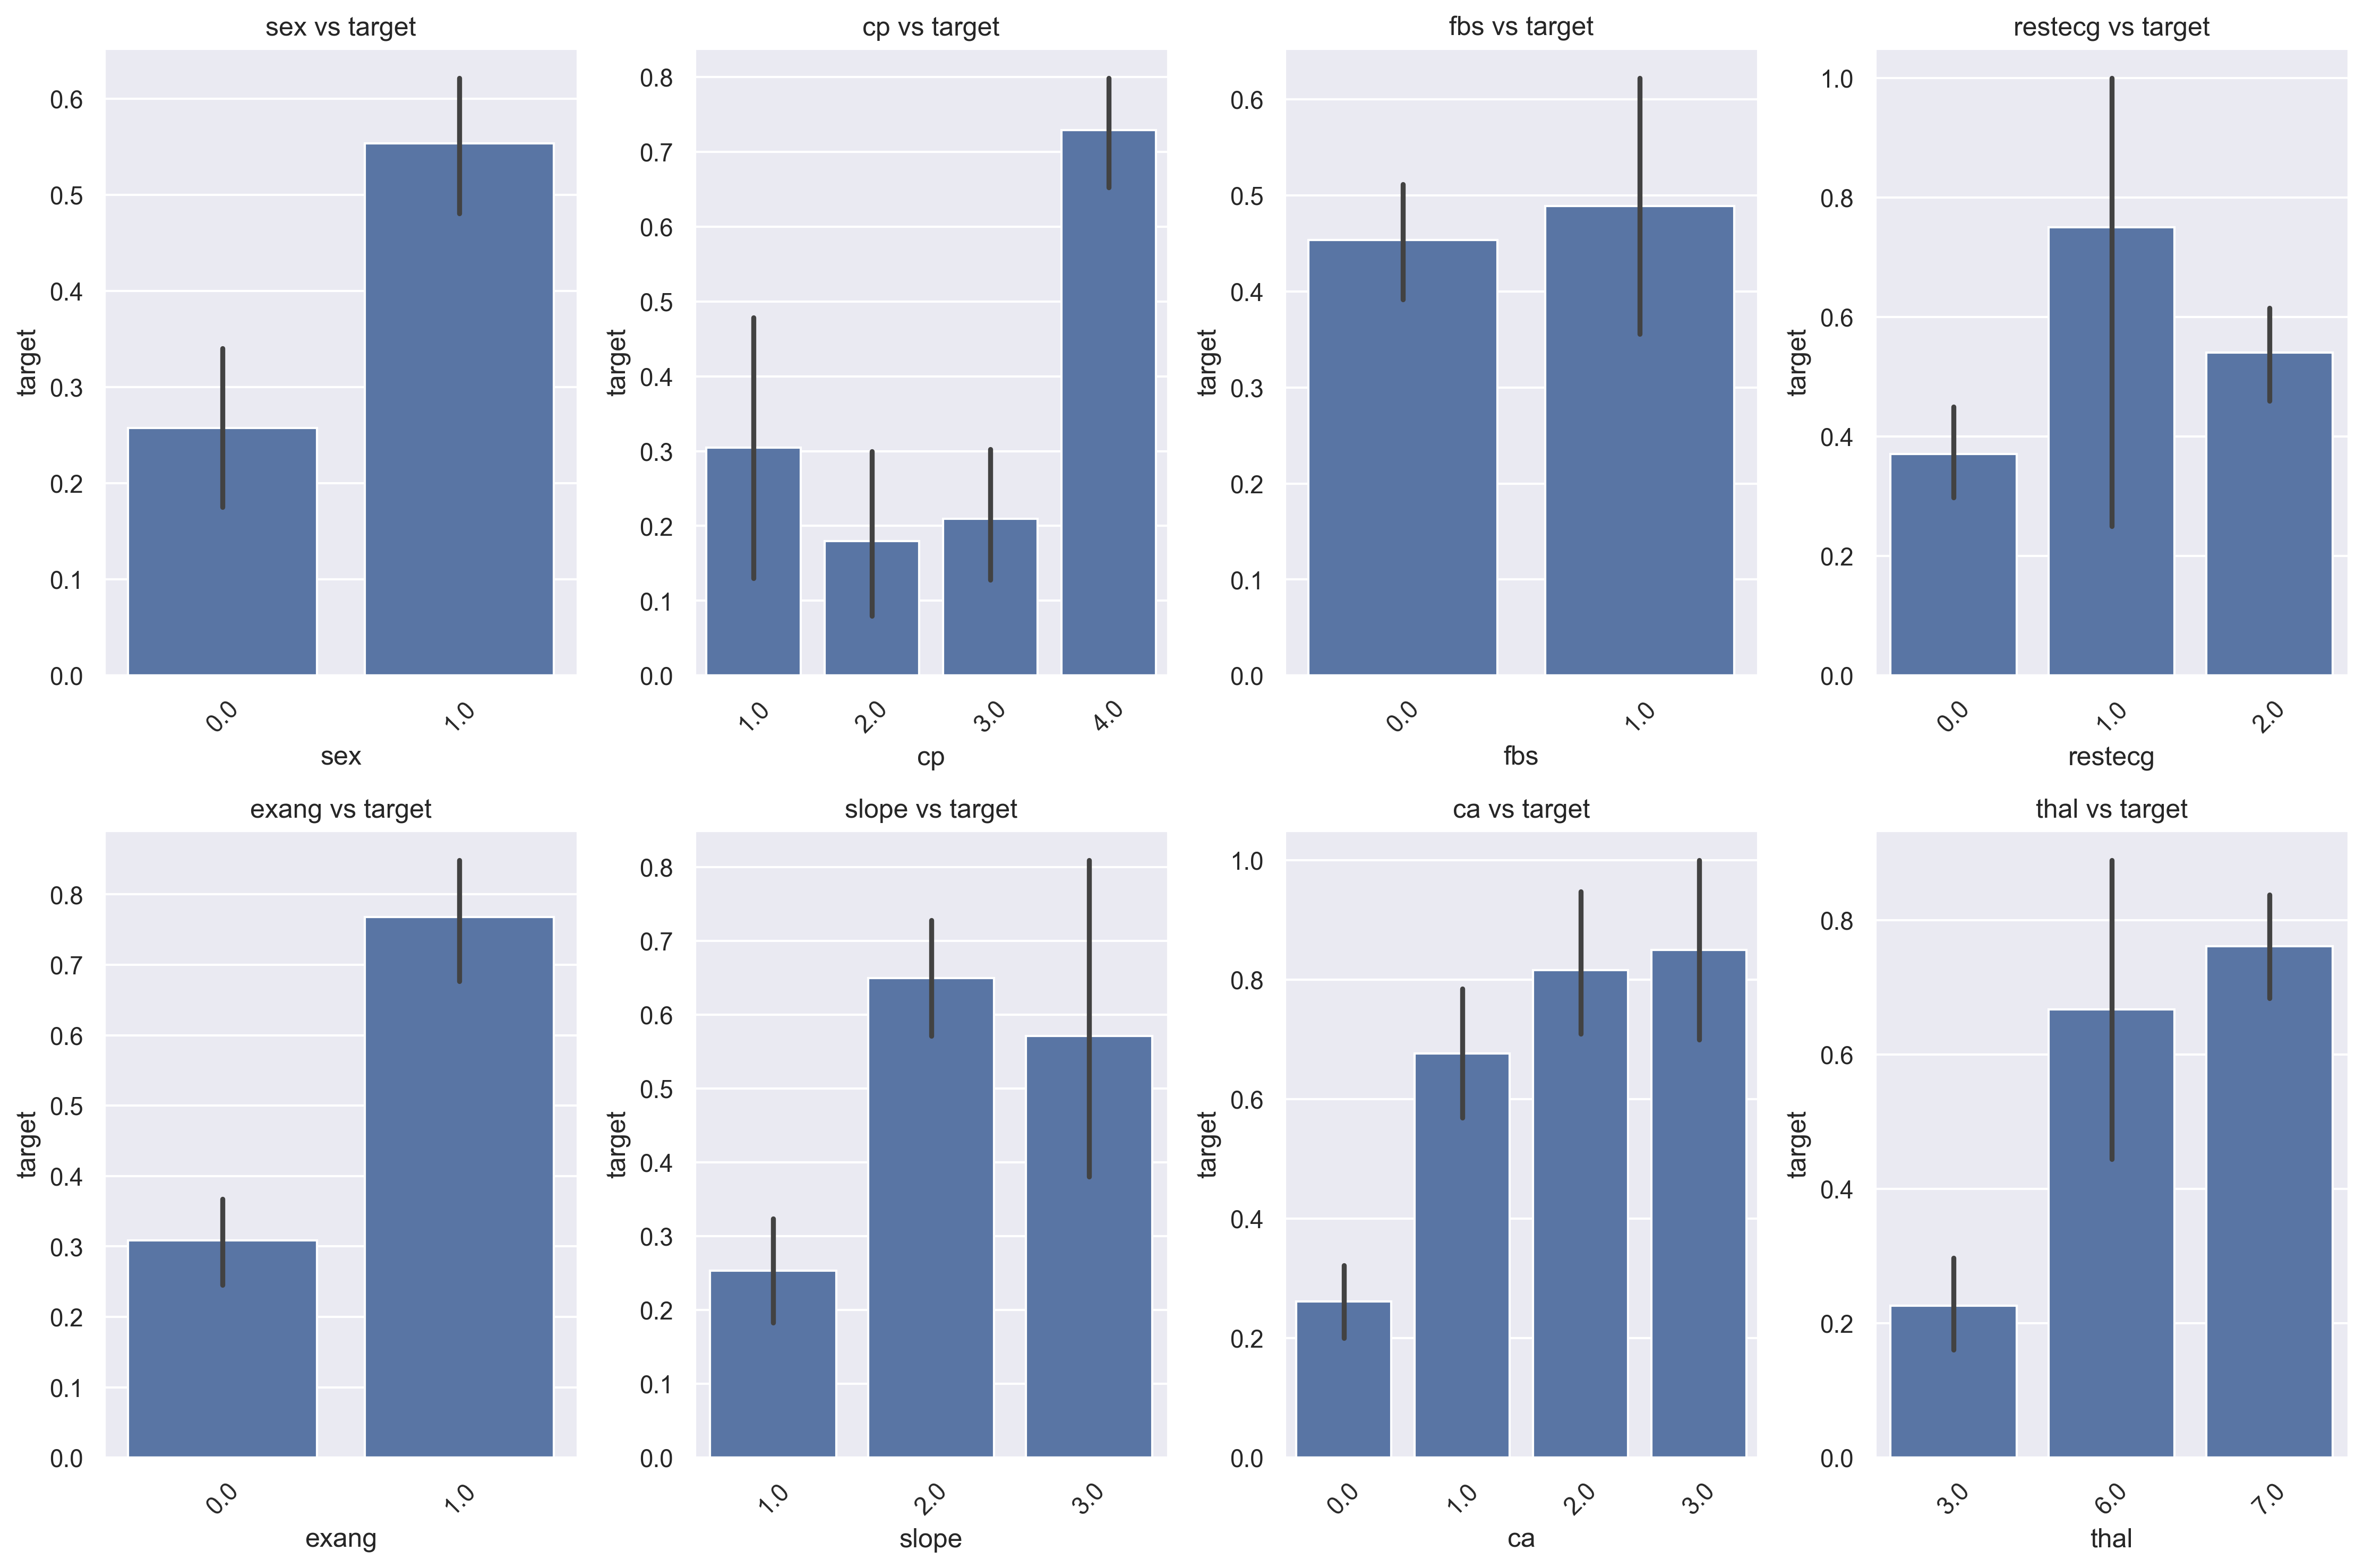 sex vs target
0.6
0.5
0.4
0.3
0.2
0.1
0.0
target
0.0 1.0
sex
cp vs target
0.8
0.7
0.6
0.5
0.4
0.3
0.2
0.1
0.0
target
1.0 2.0 3.0 4.0
cp
fbs vs target
0.6
0.5
0.4
0.3
0.2
0.1
0.0
target
0.0 1.0
fbs
restecg vs target
1.0
0.8
0.6
0.4
0.2
0.0
target
0.0 1.0 2.0
restecg
exang vs target
0.8
0.7
0.6
0.5
0.4
0.3
0.2
0.1
0.0
target
0.0 1.0
exang
slope vs target
0.8
0.7
0.6
0.5
0.4
0.3
0.2
0.1
0.0
target
1.0 2.0 3.0
slope
ca vs target
1.0
0.8
0.6
0.4
0.2
0.0
target
0.0 1.0 2.0 3.0
ca
thal vs target
0.8
0.6
0.4
0.2
0.0
target
3.0 6.0 7.0
thal